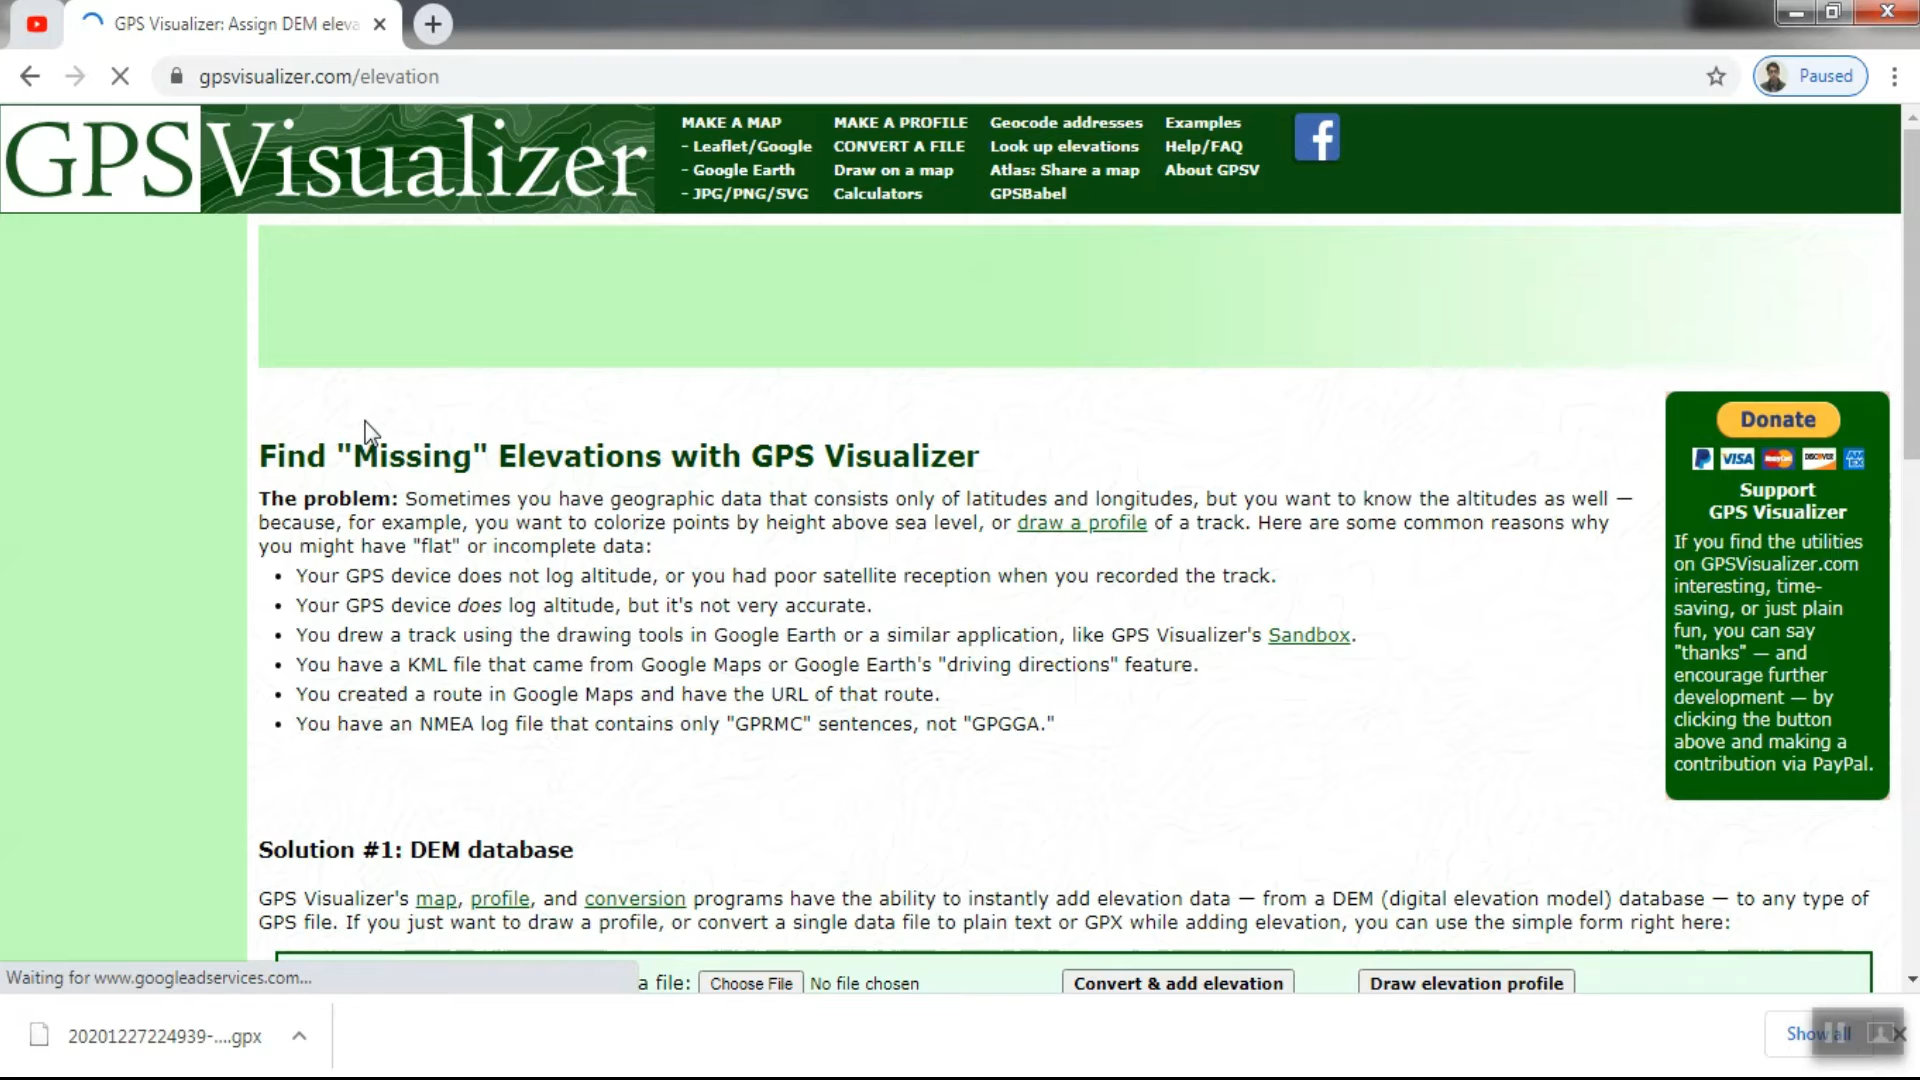 GPS Visualizer: Assign DEM eleva
gpsvisualizer.com/elevation
Paused
GPSVisualizer
MAKE A MAP
- Leaflet/Google
- Google Earth
- JPG/PNG/SVG
MAKE A PROFILE
CONVERT A FILE
Draw on a map
Calculators
Geocode addresses
Look up elevations
Atlas: Share a map
GPSBabel
Examples
Help/FAQ
About GPSV
f
Find "Missing" Elevations with GPS Visualizer
The problem: Sometimes you have geographic data that consists only of latitudes and longitudes, but you want to know the altitudes as well —
because, for example, you want to colorize points by height above sea level, or draw a profile of a track. Here are some common reasons why
you might have "flat" or incomplete data:
• Your GPS device does not log altitude, or you had poor satellite reception when you recorded the track.
• Your GPS device does log altitude, but it's not very accurate.
• You drew a track using the drawing tools in Google Earth or a similar application, like GPS Visualizer's Sandbox.
• You have a KML file that came from Google Maps or Google Earth's "driving directions" feature.
• You created a route in Google Maps and have the URL of that route.
• You have an NMEA log file that contains only "GPRMC" sentences, not "GPGGA."
Donate
VISA MasterCard DISCOVER AM EX
Support
GPS Visualizer
If you find the utilities
on GPSVisualizer.com
interesting, time-
saving, or just plain
fun, you can say
"thanks" — and
encourage further
development — by
clicking the button
above and making a
contribution via PayPal.
Solution #1: DEM database
GPS Visualizer's map, profile, and conversion programs have the ability to instantly add elevation data — from a DEM (digital elevation model) database — to any type of
GPS file. If you just want to draw a profile, or convert a single data file to plain text or GPX while adding elevation, you can use the simple form right here:
a file: Choose File No file chosen Convert & add elevation Draw elevation profile
Waiting for www.googleadservices.com...
20201227224939-....gpx
Show all